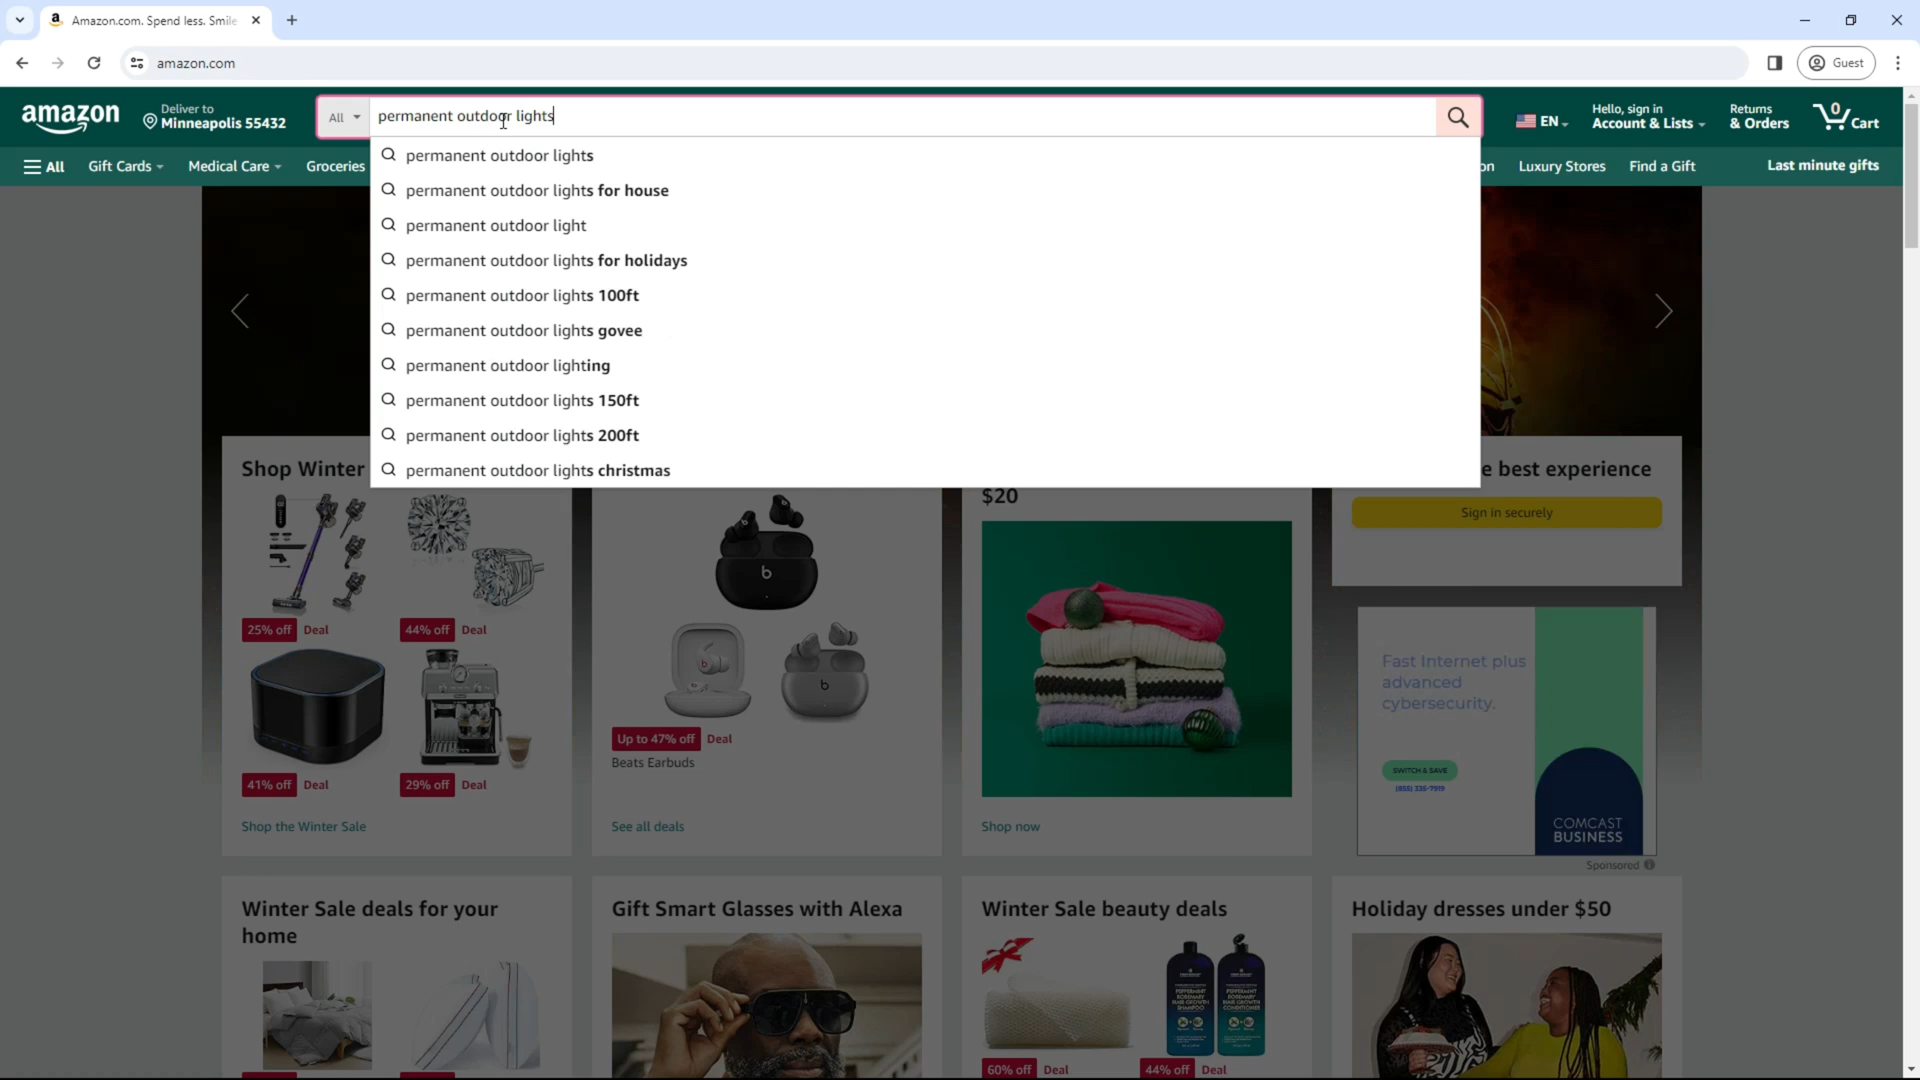 Amazon.com. Spend less. Smile
amazon.com
Guest
amazon
Deliver to
Minneapolis 55432
All
permanent outdoor lights
EN
Hello, sign in
Account & Lists
Returns
& Orders
0
Cart
All
Gift Cards
Medical Care
Groceries
on
Luxury Stores
Find a Gift
Last minute gifts
permanent outdoor lights
permanent outdoor lights for house
permanent outdoor light
permanent outdoor lights for holidays
permanent outdoor lights 100ft
permanent outdoor lights govee
permanent outdoor lighting
permanent outdoor lights 150ft
permanent outdoor lights 200ft
permanent outdoor lights christmas
Shop Winter
25% off Deal
44% off Deal
41% off Deal
29% off Deal
Shop the Winter Sale
Up to 47% off Deal
Beats Earbuds
See all deals
$20
Shop now
e best experience
Sign in securely
Fast Internet plus
advanced
cybersecurity.
SWITCH & SAVE
(855) 335-7919
COMCAST
BUSINESS
Sponsored
Winter Sale deals for your
home
Gift Smart Glasses with Alexa
Winter Sale beauty deals
60% off Deal
44% off Deal
Holiday dresses under $50